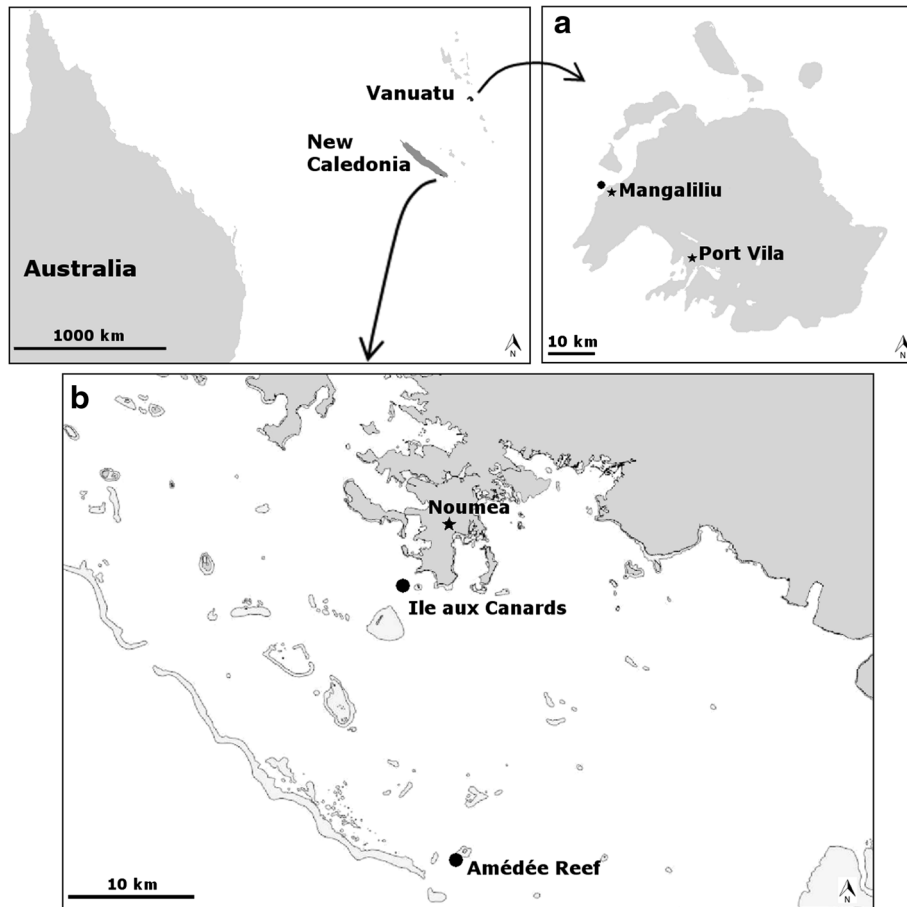 Vanuatu
New
Caledonia
Australia
1000 km
N
a
Mangaliliu
Port Vila
10 km
N
b
Noumea
Ile aux Canards
Amédée Reef
10 km
N